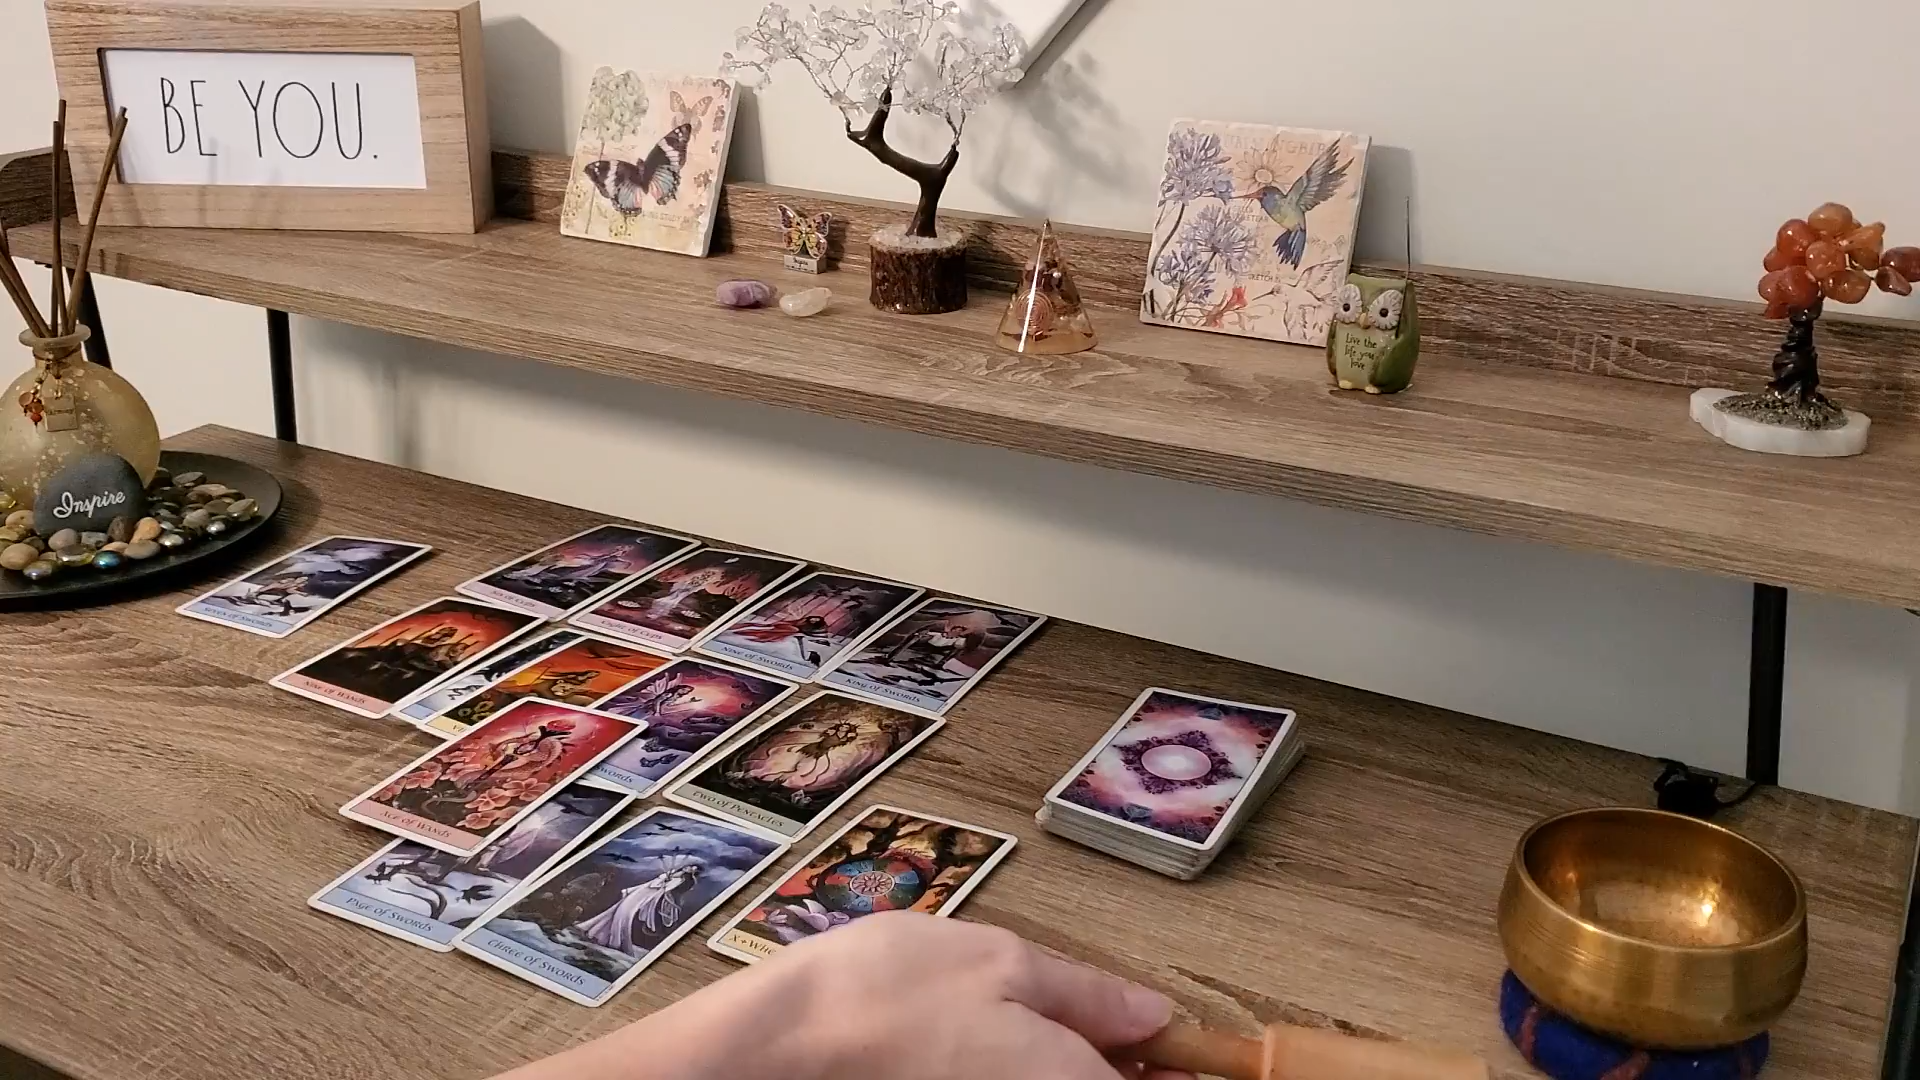 BE YOU.
Inspire
Live the
life you
love
SEVEN OF SWORDS
SIX OF CUPS
EIGHT OF CUPS
NINE OF SWORDS
KING OF SWORDS
NINE OF WANDS
SWORDS
ACE OF WANDS
TWO OF PENTACLES
PAGE OF SWORDS
THREE OF SWORDS
X